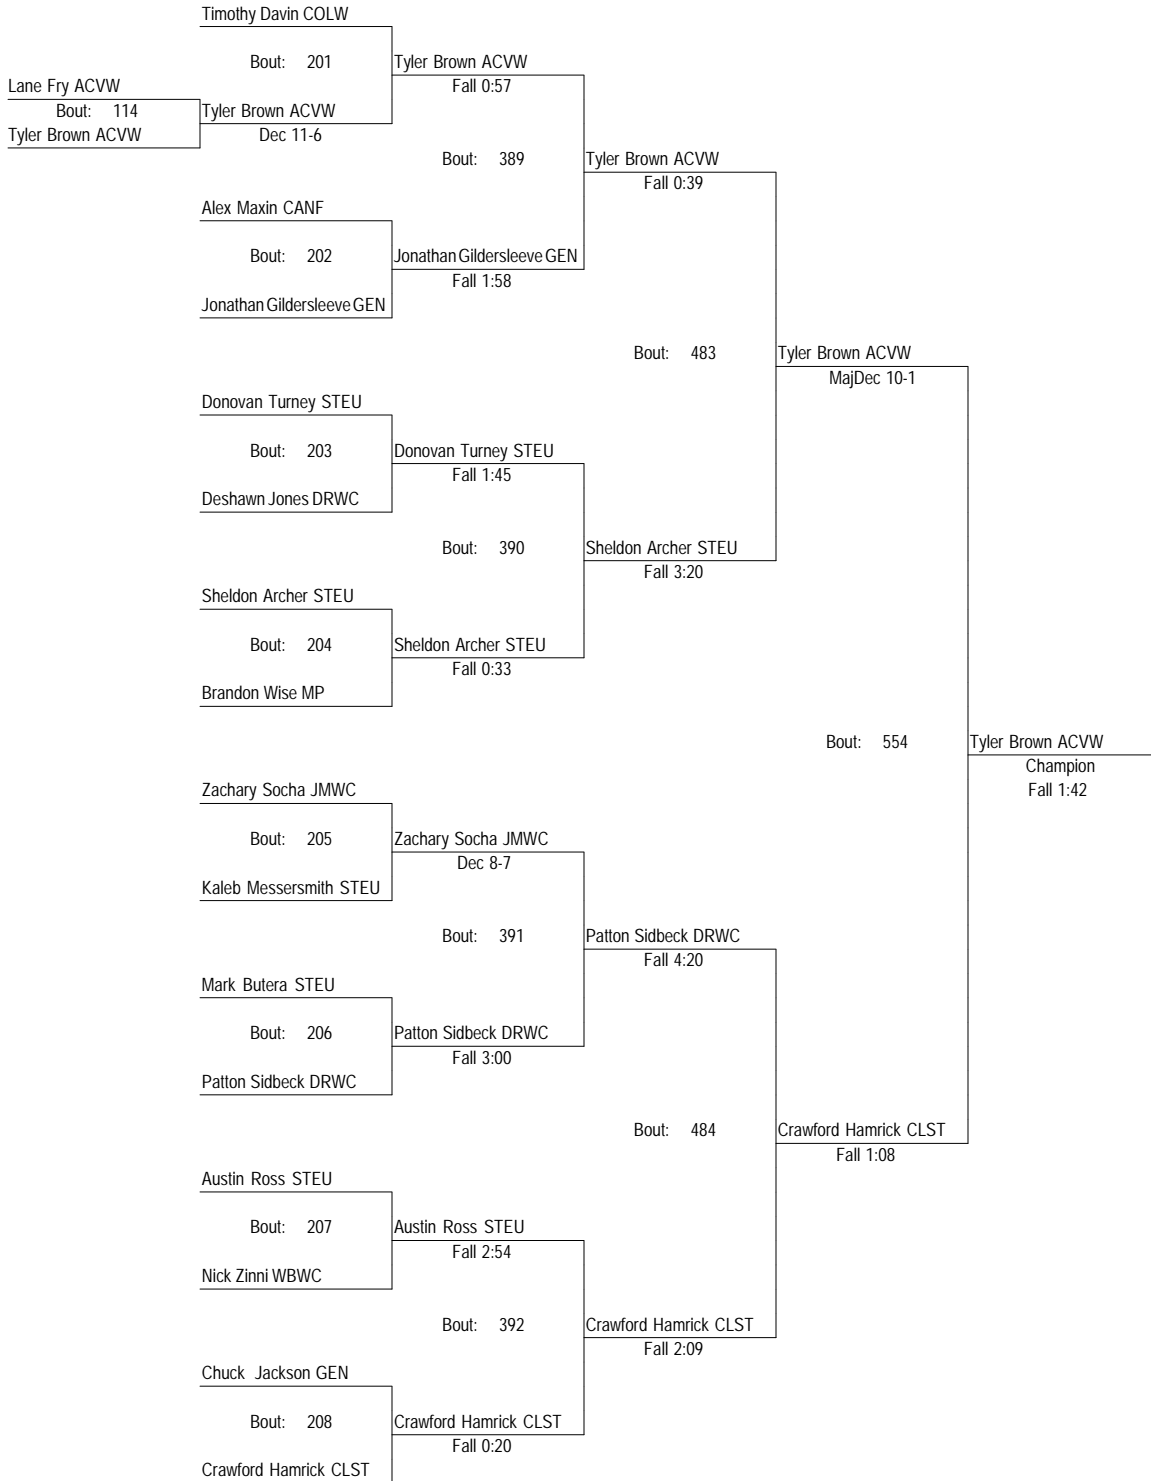 Timothy Davin COLW
Bout: 201
Tyler Brown ACVW
Fall 0:57
Lane Fry ACVW
Bout: 114
Tyler Brown ACVW
Tyler Brown ACVW
Dec 11-6
Bout: 389
Tyler Brown ACVW
Fall 0:39
Alex Maxin CANF
Bout: 202
Jonathan Gildersleeve GEN
Fall 1:58
Jonathan Gildersleeve GEN
Bout: 483
Tyler Brown ACVW
MajDec 10-1
Donovan Turney STEU
Bout: 203
Donovan Turney STEU
Fall 1:45
Deshawn Jones DRWC
Bout: 390
Sheldon Archer STEU
Fall 3:20
Sheldon Archer STEU
Bout: 204
Sheldon Archer STEU
Fall 0:33
Brandon Wise MP
Bout: 554
Tyler Brown ACVW
Champion
Fall 1:42
Zachary Socha JMWC
Bout: 205
Zachary Socha JMWC
Dec 8-7
Kaleb Messersmith STEU
Bout: 391
Patton Sidbeck DRWC
Fall 4:20
Mark Butera STEU
Bout: 206
Patton Sidbeck DRWC
Fall 3:00
Patton Sidbeck DRWC
Bout: 484
Crawford Hamrick CLST
Fall 1:08
Austin Ross STEU
Bout: 207
Austin Ross STEU
Fall 2:54
Nick Zinni WBWC
Bout: 392
Crawford Hamrick CLST
Fall 2:09
Chuck Jackson GEN
Bout: 208
Crawford Hamrick CLST
Fall 0:20
Crawford Hamrick CLST